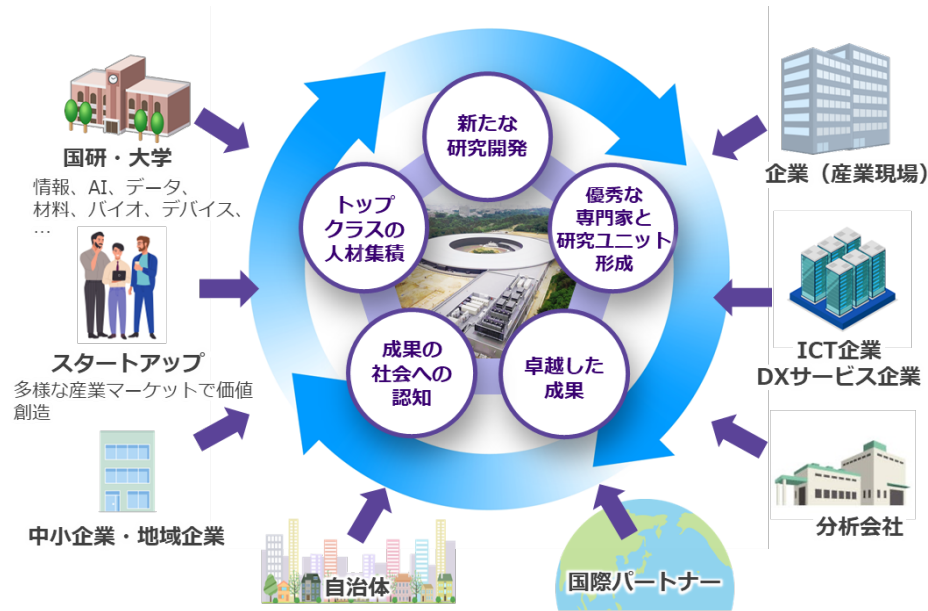 新たな
研究開発
優秀な
専門家と
研究ユニット
形成
卓越した
成果
成果の
社会への
認知
トップ
クラスの
人材集積
国研・大学
情報、AI、データ、
材料、バイオ、デバイス、
…
スタートアップ
多様な産業マーケットで価値
創造
中小企業・地域企業
自治体
国際パートナー
企業（産業現場）
ICT企業
DXサービス企業
分析会社